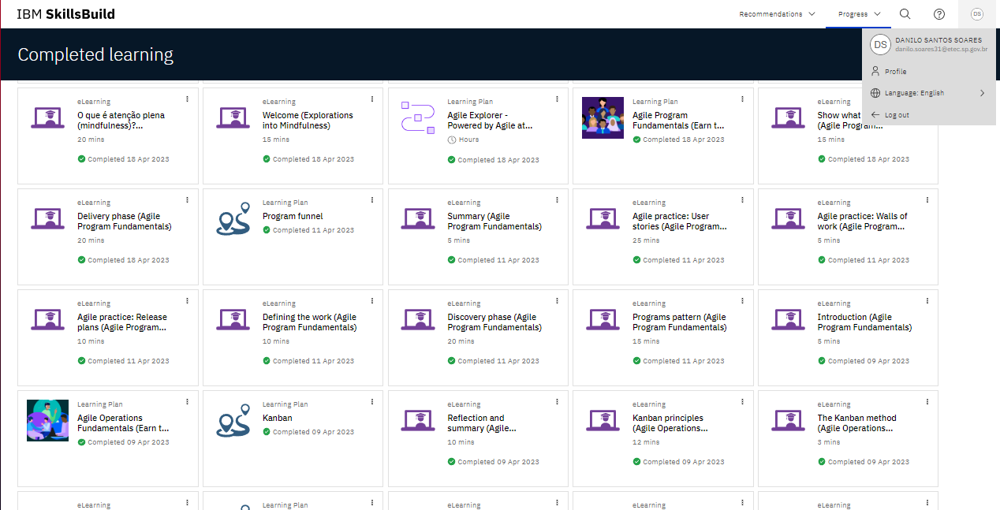 IBM SkillsBuild
Recommendations
Progress
DS
Completed learning
DS
DANILO SANTOS SOARES
danilo.soares31@etec.sp.gov.br
Profile
Language: English
Log out
eLearning
O que é atenção plena
(mindfulness)?...
20 mins
Completed 18 Apr 2023
eLearning
Welcome (Explorations
into Mindfulness)
15 mins
Completed 18 Apr 2023
Learning Plan
Agile Explorer -
Powered by Agile at...
Hours
Completed 18 Apr 2023
Learning Plan
Agile Program
Fundamentals (Earn t...
Completed 18 Apr 2023
eLearning
Show what
(Agile Program...
15 mins
Completed 18 Apr 2023
eLearning
Delivery phase (Agile
Program Fundamentals)
20 mins
Completed 18 Apr 2023
Learning Plan
Program funnel
Completed 11 Apr 2023
eLearning
Summary (Agile
Program Fundamentals)
5 mins
Completed 11 Apr 2023
eLearning
Agile practice: User
stories (Agile Program...
25 mins
Completed 11 Apr 2023
eLearning
Agile practice: Walls of
work (Agile Program...
5 mins
Completed 11 Apr 2023
eLearning
Agile practice: Release
plans (Agile Program...
10 mins
Completed 11 Apr 2023
eLearning
Defining the work (Agile
Program Fundamentals)
10 mins
Completed 11 Apr 2023
eLearning
Discovery phase (Agile
Program Fundamentals)
20 mins
Completed 11 Apr 2023
eLearning
Programs pattern (Agile
Program Fundamentals)
15 mins
Completed 11 Apr 2023
eLearning
Introduction (Agile
Program Fundamentals)
5 mins
Completed 09 Apr 2023
Learning Plan
Agile Operations
Fundamentals (Earn t...
Completed 09 Apr 2023
Learning Plan
Kanban
Completed 09 Apr 2023
eLearning
Reflection and
summary (Agile...
10 mins
Completed 09 Apr 2023
eLearning
Kanban principles
(Agile Operations...
12 mins
Completed 09 Apr 2023
eLearning
The Kanban method
(Agile Operations...
3 mins
Completed 09 Apr 2023
eLearning
Learning Plan
eLearning
eLearning
eLearning